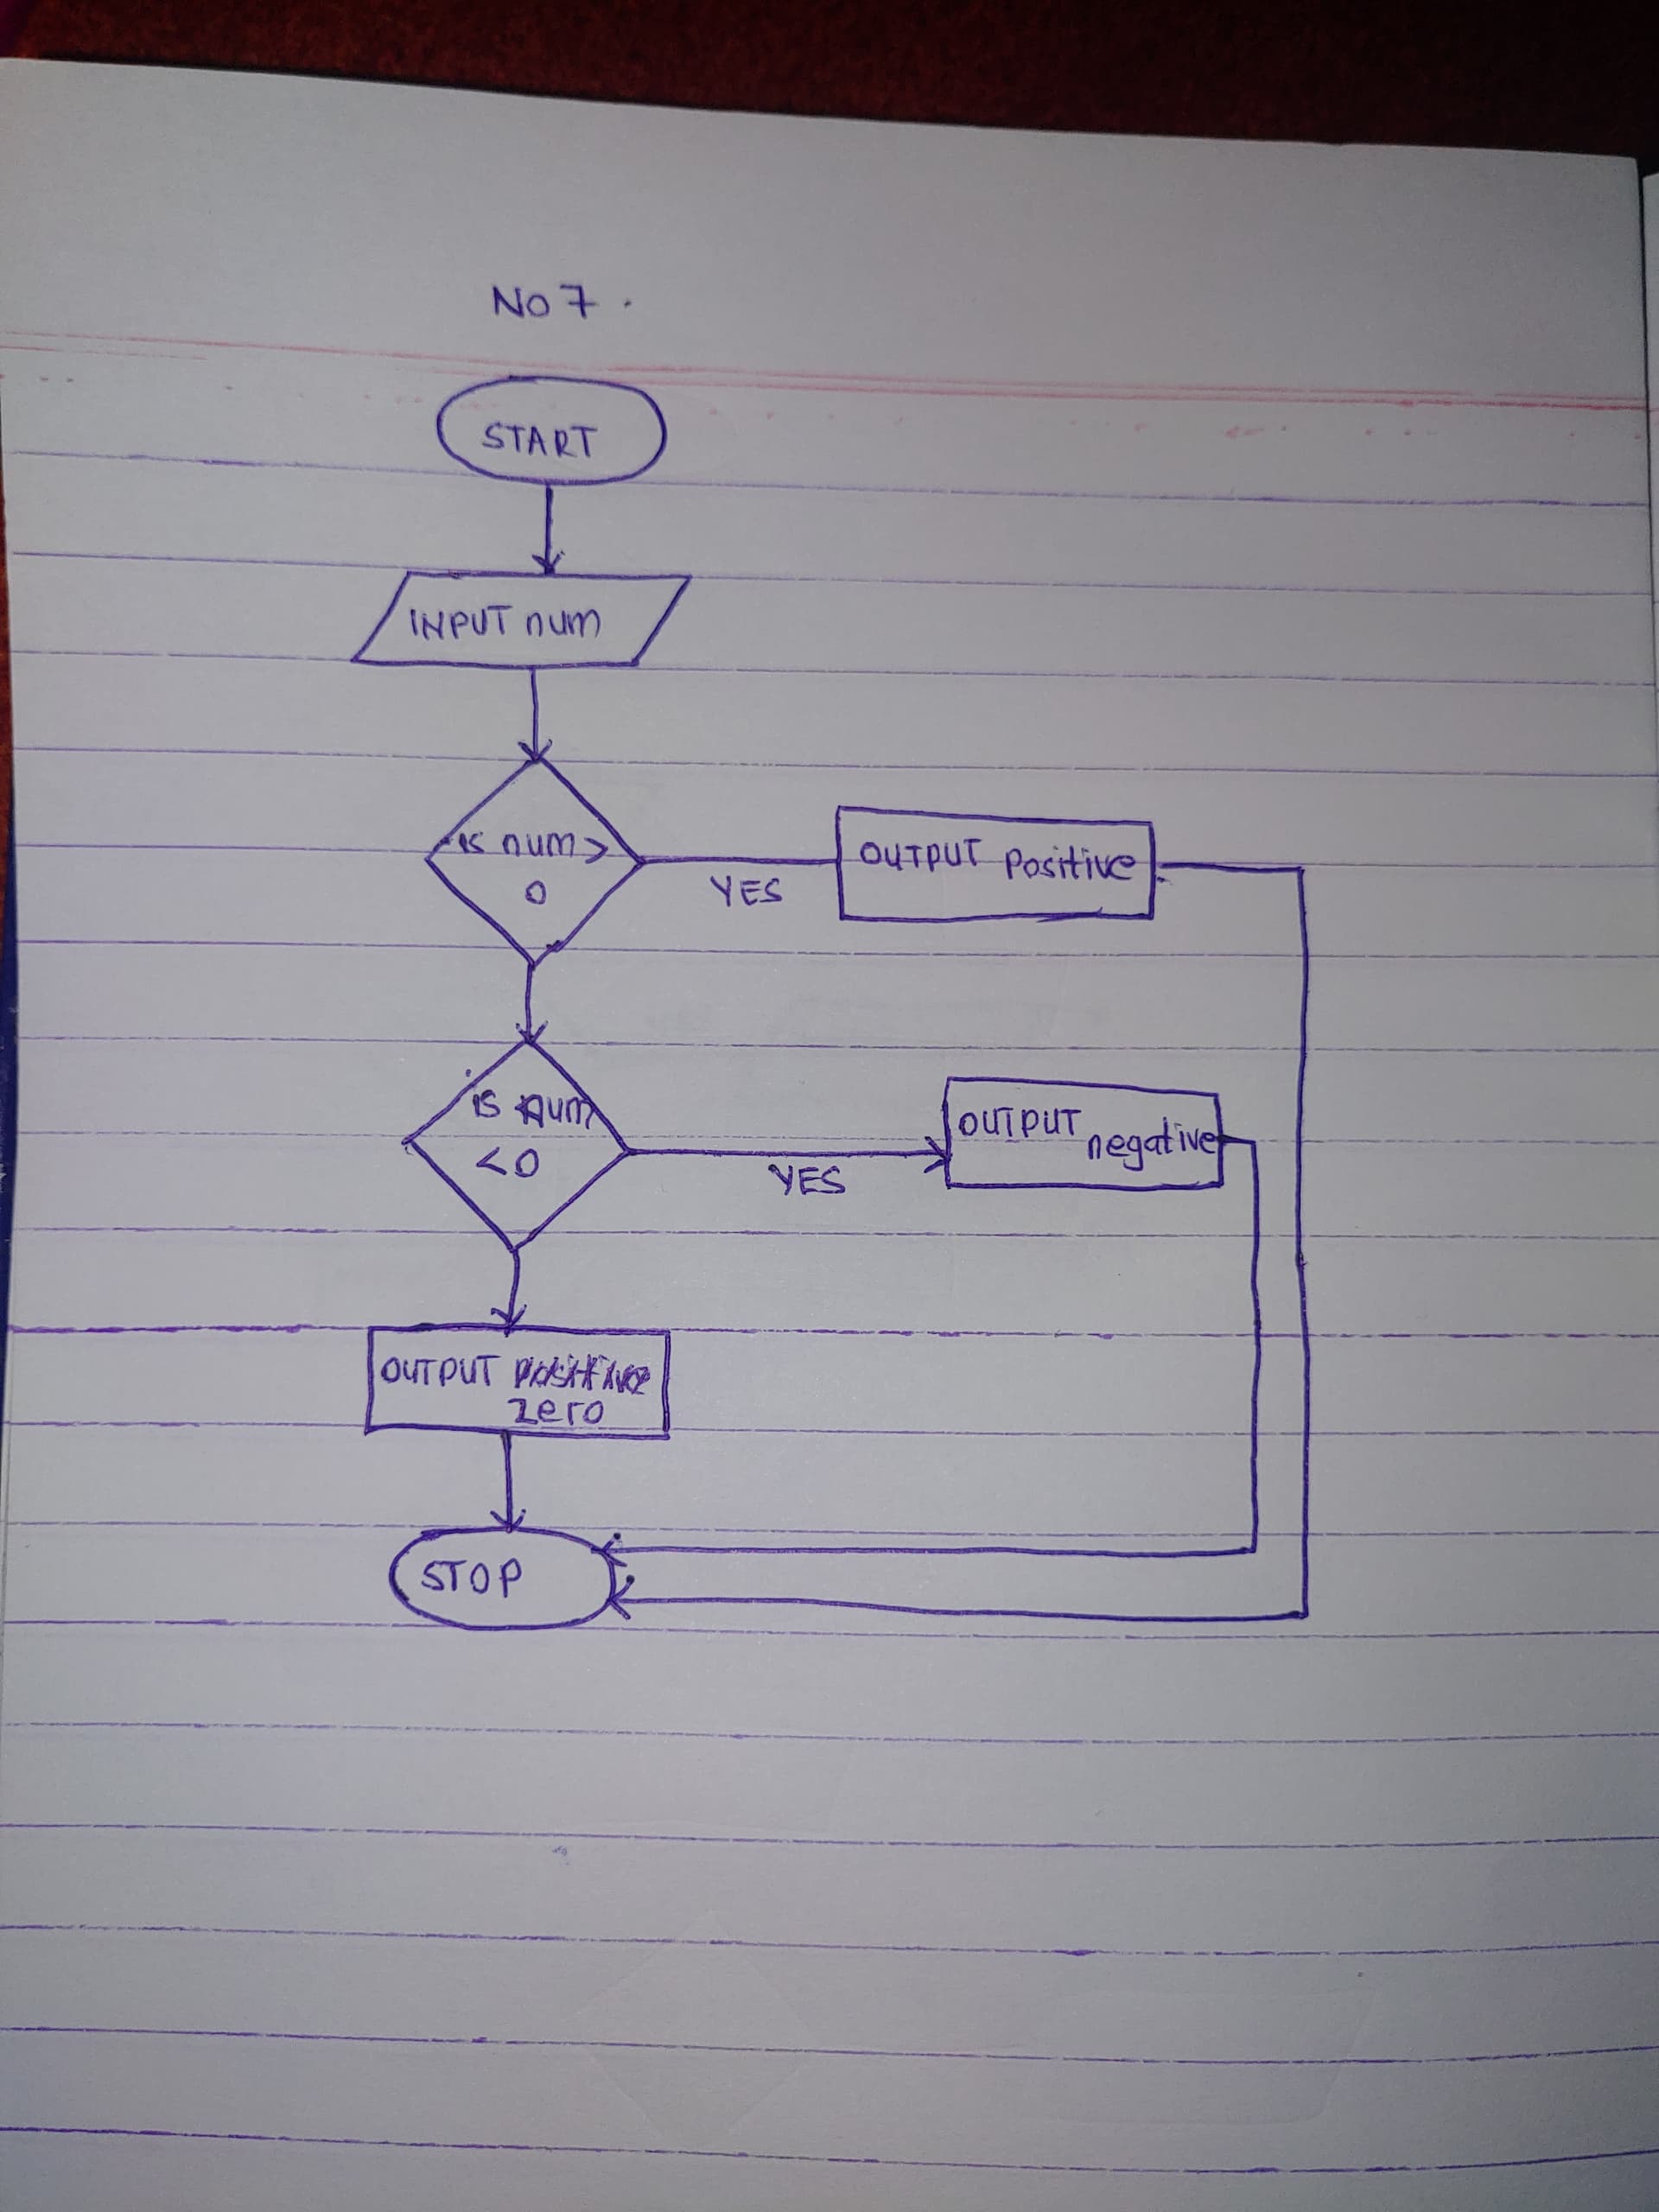 No 7.
START
INPUT num
is num >
0
YES
OUTPUT Positive
is num
<0
YES
OUTPUT negative
OUTPUT positive
zero
STOP